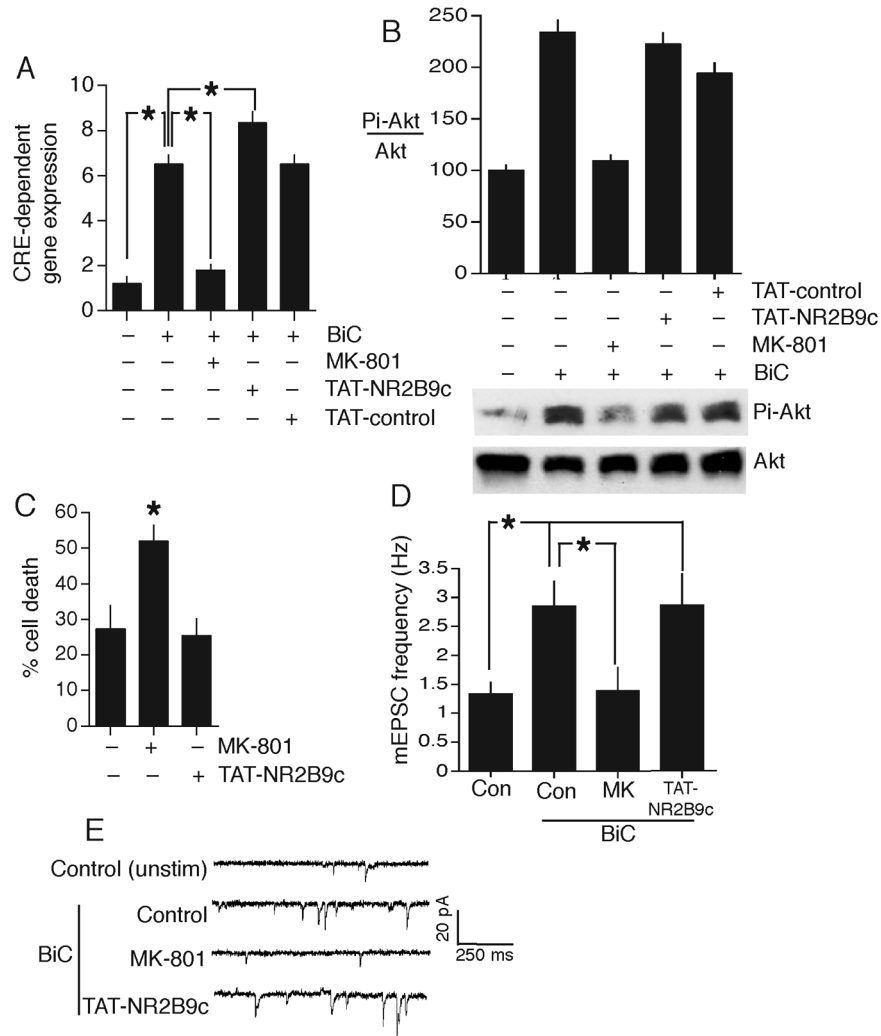 A
CRE-dependent
gene expression
10
8
6
4
2
0
* * *
– + + + + BiC
– – + – – MK-801
– – – + – TAT-NR2B9c
– – – – + TAT-control
B
Pi-Akt
Akt
250
200
150
100
50
0
– – – – + TAT-control
– – – + – TAT-NR2B9c
– – + – – MK-801
– + + + + BiC
Pi-Akt
Akt
C
% cell death
60
50
40
30
20
10
0
*
– + – MK-801
– – + TAT-NR2B9c
D
mEPSC frequency (Hz)
3.5
3
2.5
2
1.5
1
0.5
0
* *
Con Con MK TAT-
NR2B9c
BiC
E
Control (unstim)
Control
BiC
MK-801
TAT-NR2B9c
20 pA
250 ms